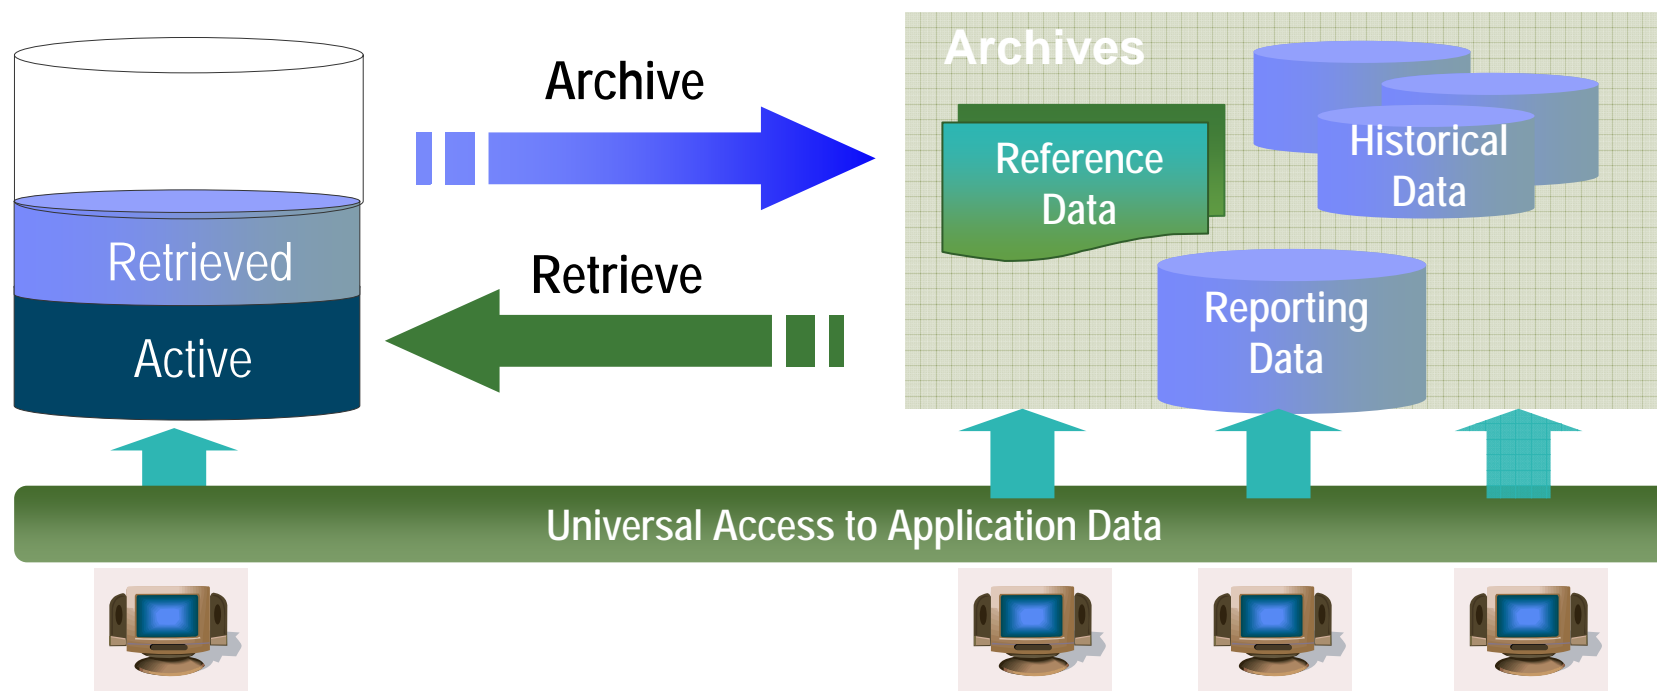 Archive
Retrieve
Retrieved
Active
Archives
Reference
Data
Historical
Data
Reporting
Data
Universal Access to Application Data